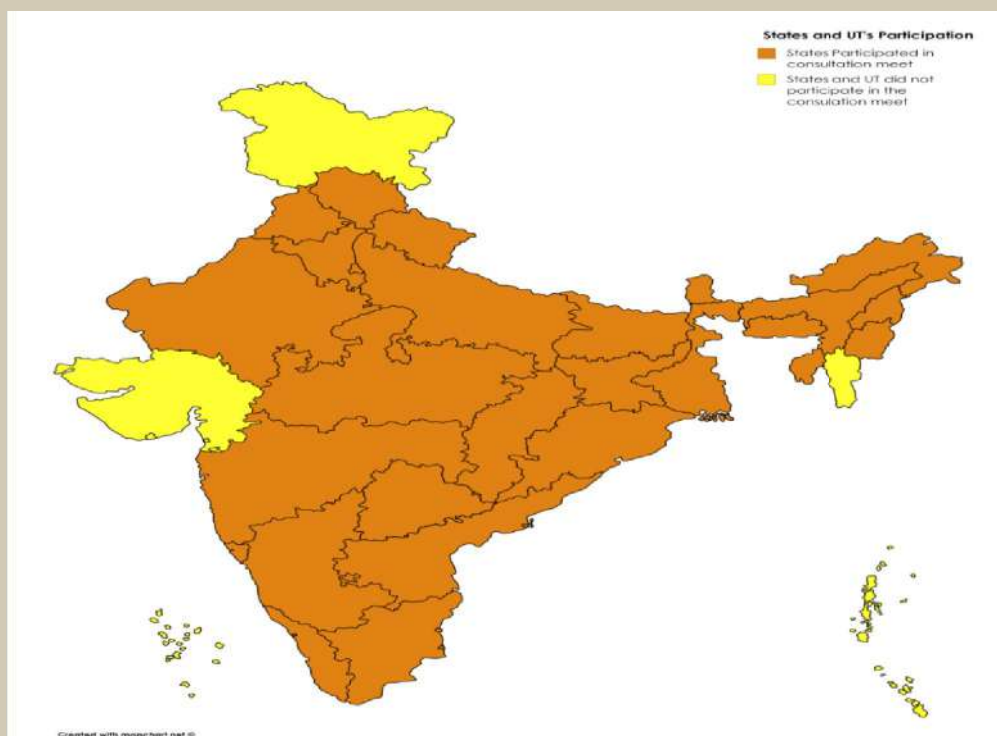 States and UT's Participation
States Participated in
consultation meet
States and UT did not
participate in the
consulation meet
Created with mapchart.net ©